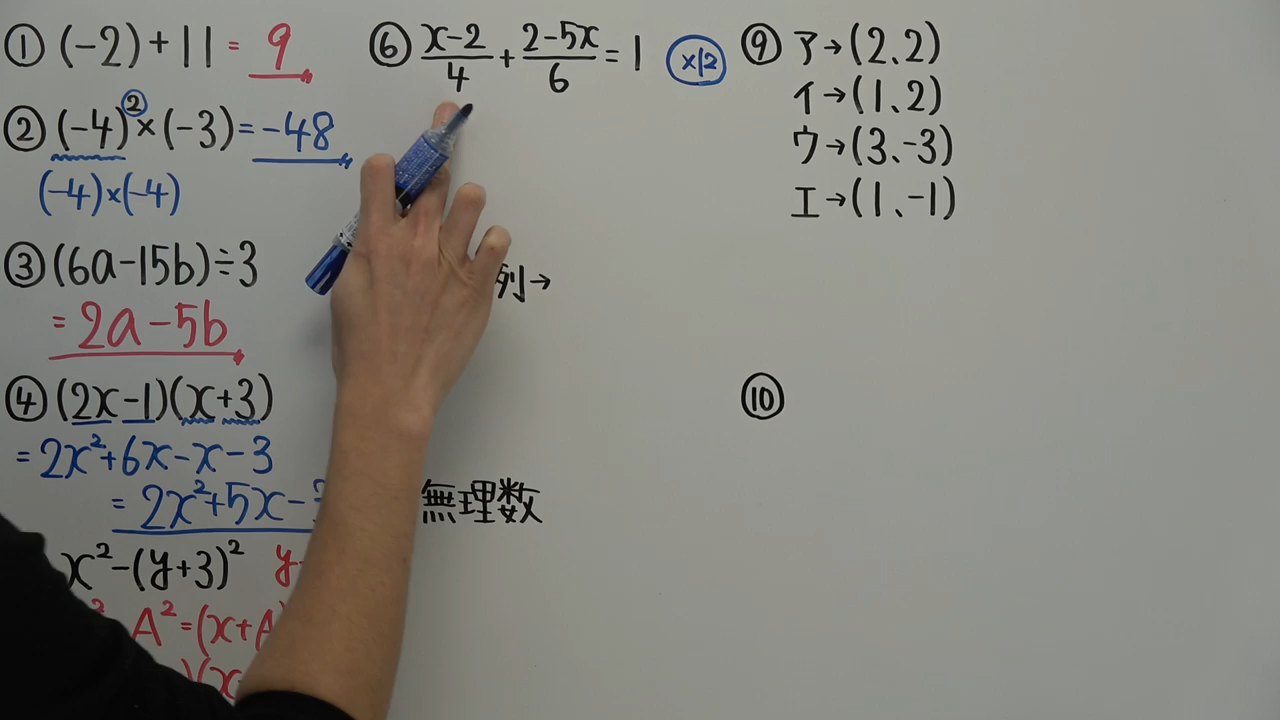 ① (-2)+11=9
② (-4)²×(-3)=-48
(-4)×(-4)
③ (6a-15b)÷3
=2a-5b
④ (2x-1)(x+3)
=2x²+6x-x-3
=2x²+5x-
x²-(y+3)² y
A²=(x+A
)(x
⑥ x-2/4+2-5x/6=1 ×12
列→
無理数
⑨ ア→(2、2)
イ→(1、2)
ウ→(3、-3)
エ→(1、-1)
⑩